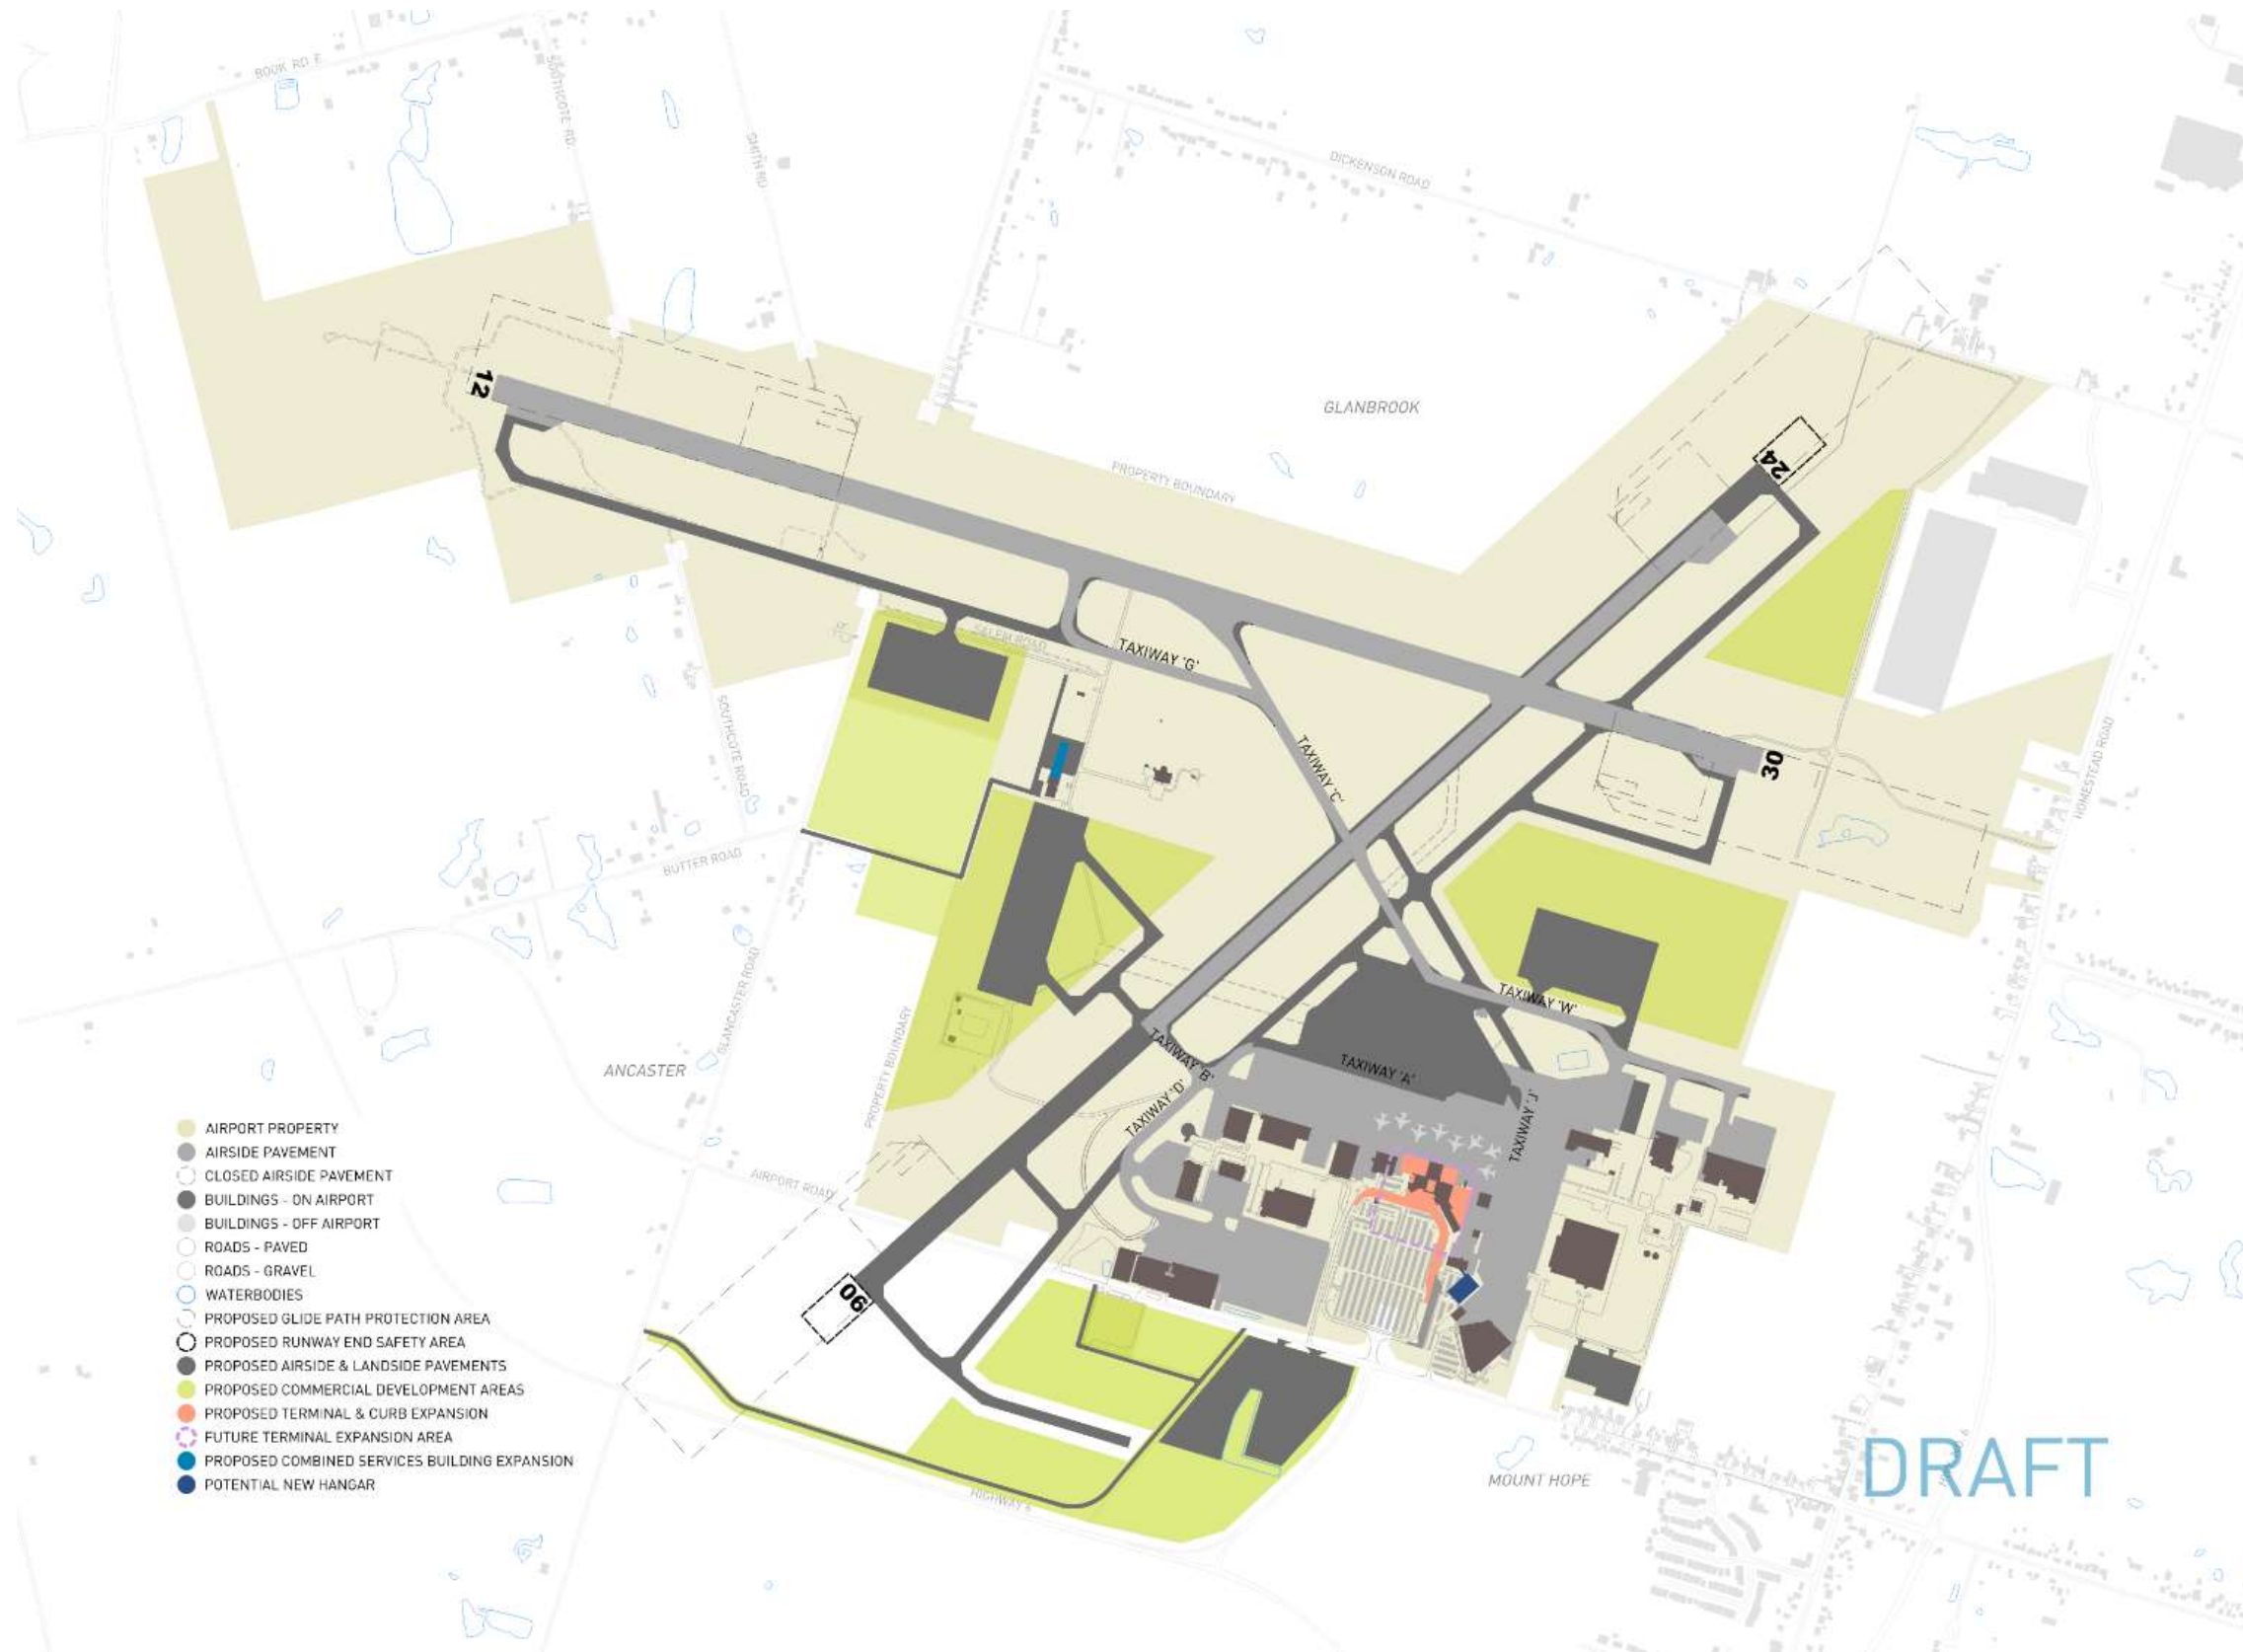 BOOK RD E
SOUTHCOTE RD.
SMITH RD
DICKENSON ROAD
12
GLANBROOK
24
PROPERTY BOUNDARY
SALEM ROAD
TAXIWAY 'G'
TAXIWAY 'C'
30
HOMESTEAD ROAD
SOUTHCOTE ROAD
BUTTER ROAD
GLANCASTER ROAD
PROPERTY BOUNDARY
TAXIWAY 'W'
ANCASTER
TAXIWAY 'B'
TAXIWAY 'A'
TAXIWAY 'D'
TAXIWAY 'J'
AIRPORT ROAD
06
AIRPORT PROPERTY
AIRSIDE PAVEMENT
CLOSED AIRSIDE PAVEMENT
BUILDINGS - ON AIRPORT
BUILDINGS - OFF AIRPORT
ROADS - PAVED
ROADS - GRAVEL
WATERBODIES
PROPOSED GLIDE PATH PROTECTION AREA
PROPOSED RUNWAY END SAFETY AREA
PROPOSED AIRSIDE & LANDSIDE PAVEMENTS
PROPOSED COMMERCIAL DEVELOPMENT AREAS
PROPOSED TERMINAL & CURB EXPANSION
FUTURE TERMINAL EXPANSION AREA
PROPOSED COMBINED SERVICES BUILDING EXPANSION
POTENTIAL NEW HANGAR
HIGHWAY 6
MOUNT HOPE
DRAFT